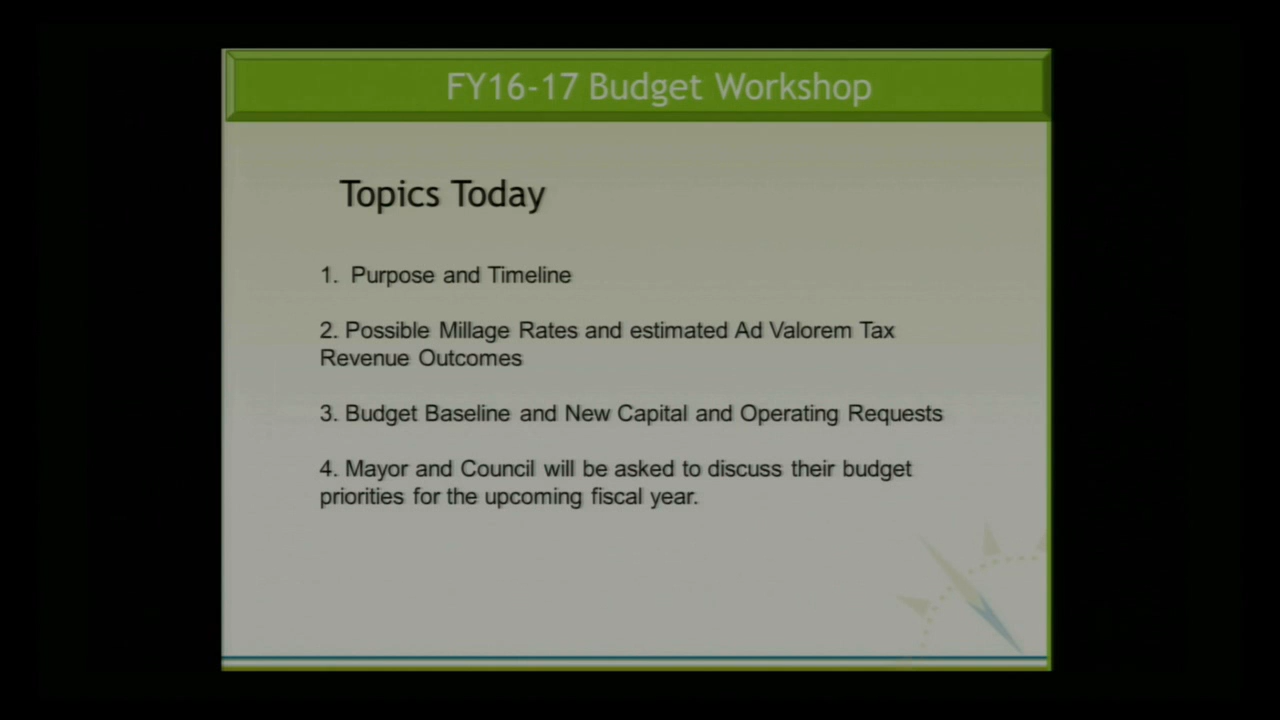 FY16-17 Budget Workshop
Topics Today
1. Purpose and Timeline
2. Possible Millage Rates and estimated Ad Valorem Tax
Revenue Outcomes
3. Budget Baseline and New Capital and Operating Requests
4. Mayor and Council will be asked to discuss their budget
priorities for the upcoming fiscal year.